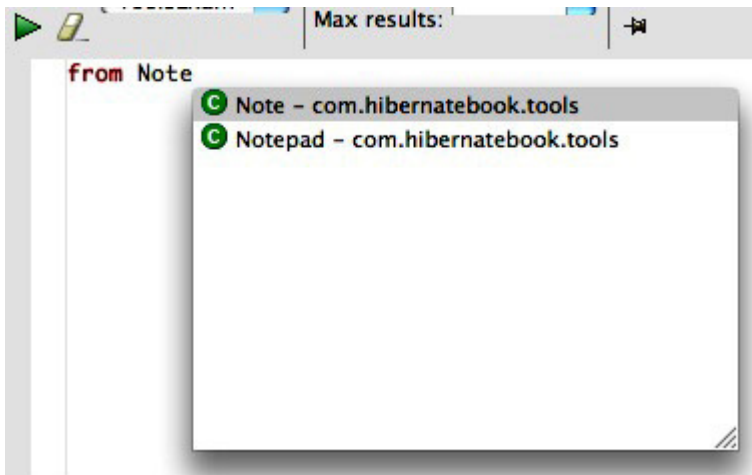 Max results:
from Note
Note – com.hibernatebook.tools
Notepad – com.hibernatebook.tools